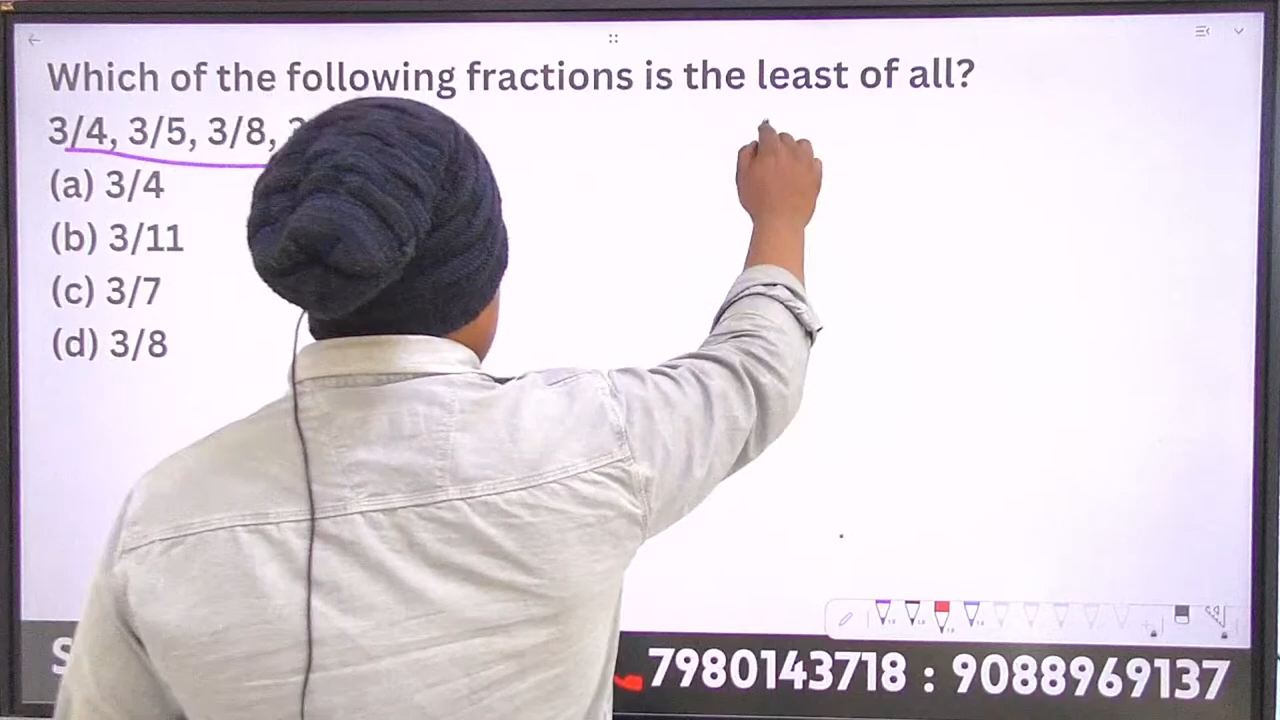 Which of the following fractions is the least of all?
3/4, 3/5, 3/8,
(a) 3/4
(b) 3/11
(c) 3/7
(d) 3/8
7980143718 : 9088969137